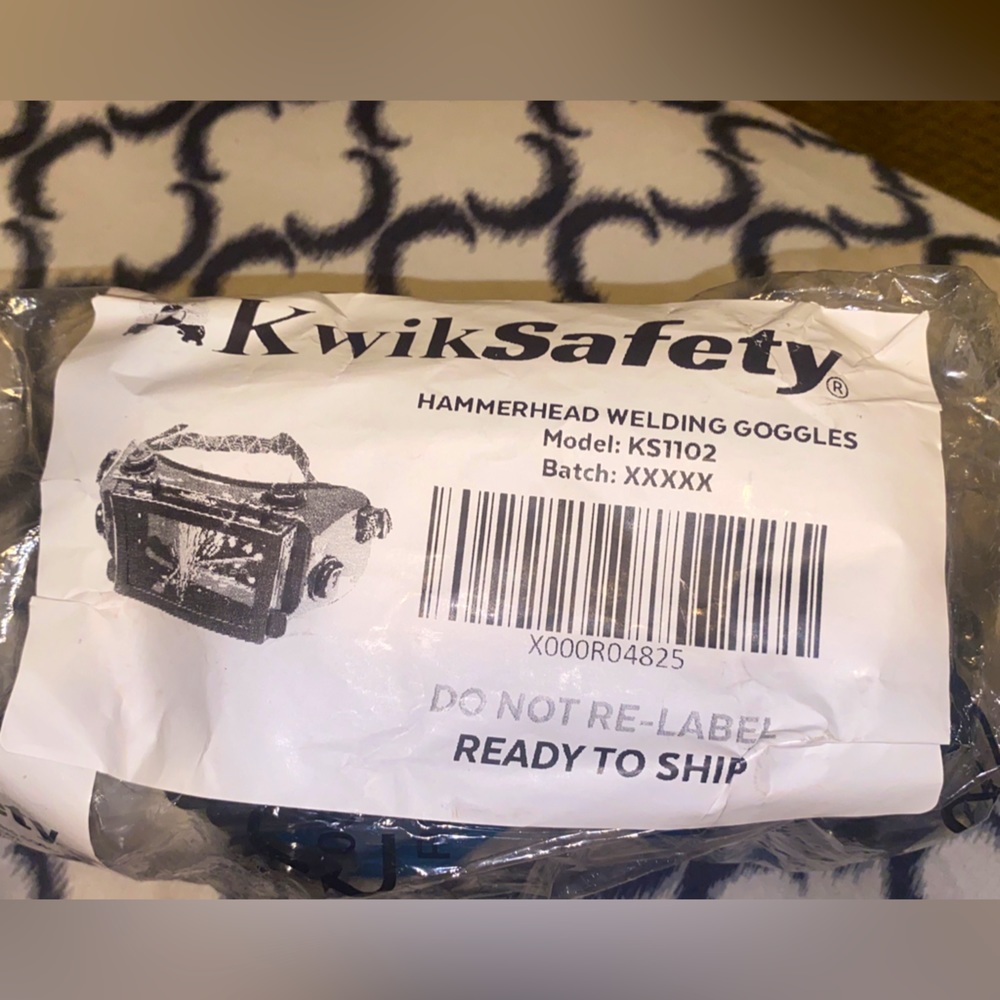 KwikSafety®
HAMMERHEAD WELDING GOGGLES
Model: KS1102
Batch: XXXXX
X000R04825
DO NOT RE-LABEL
READY TO SHIP